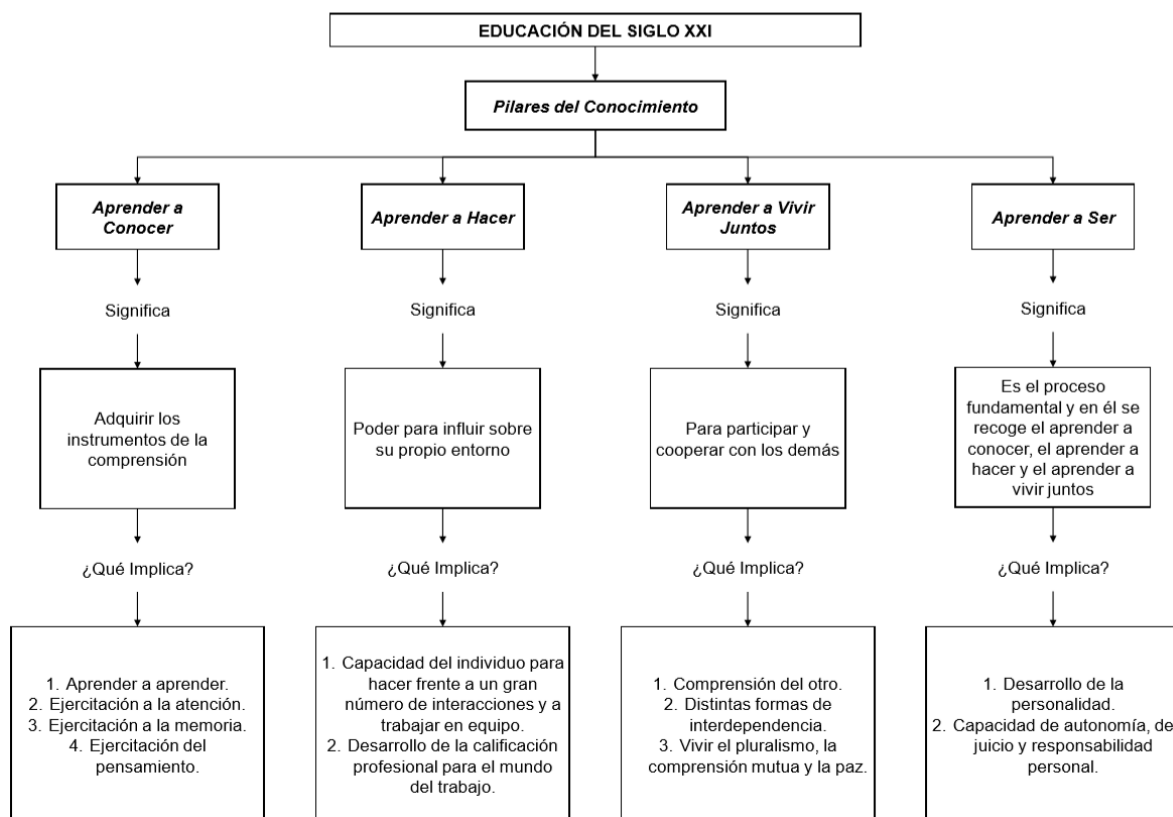 EDUCACIÓN DEL SIGLO XXI
Pilares del Conocimiento
Aprender a
Conocer
Aprender a Hacer
Aprender a Vivir
Juntos
Aprender a Ser
Significa
Significa
Significa
Significa
Adquirir los
instrumentos de la
comprensión
Poder para influir sobre
su propio entorno
Para participar y
cooperar con los demás
Es el proceso
fundamental y en él se
recoge el aprender a
conocer, el aprender a
hacer y el aprender a
vivir juntos
¿Qué Implica?
¿Qué Implica?
¿Qué Implica?
¿Qué Implica?
1. Aprender a aprender.
2. Ejercitación a la atención.
3. Ejercitación a la memoria.
4. Ejercitación del
pensamiento.
1. Capacidad del individuo para
hacer frente a un gran
número de interacciones y a
trabajar en equipo.
2. Desarrollo de la calificación
profesional para el mundo
del trabajo.
1. Comprensión del otro.
2. Distintas formas de
interdependencia.
3. Vivir el pluralismo, la
comprensión mutua y la paz.
1. Desarrollo de la
personalidad.
2. Capacidad de autonomía, de
juicio y responsabilidad
personal.